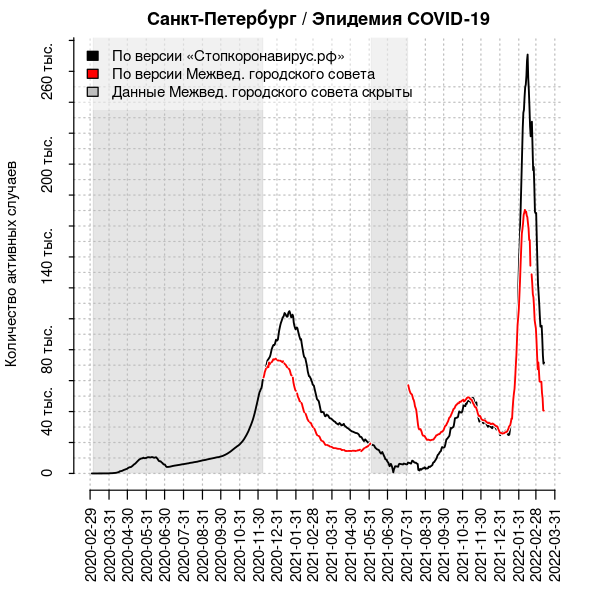 Санкт-Петербург / Эпидемия COVID-19
По версии «Стопкоронавирус.рф»
По версии Межвед. городского совета
Данные Межвед. городского совета скрыты
Количество активных случаев
260 тыс.
200 тыс.
140 тыс.
80 тыс.
40 тыс.
0
2020-02-29
2020-03-31
2020-04-30
2020-05-31
2020-06-30
2020-07-31
2020-08-31
2020-09-30
2020-10-31
2020-11-30
2020-12-31
2021-01-31
2021-02-28
2021-03-31
2021-04-30
2021-05-31
2021-06-30
2021-07-31
2021-08-31
2021-09-30
2021-10-31
2021-11-30
2021-12-31
2022-01-31
2022-02-28
2022-03-31